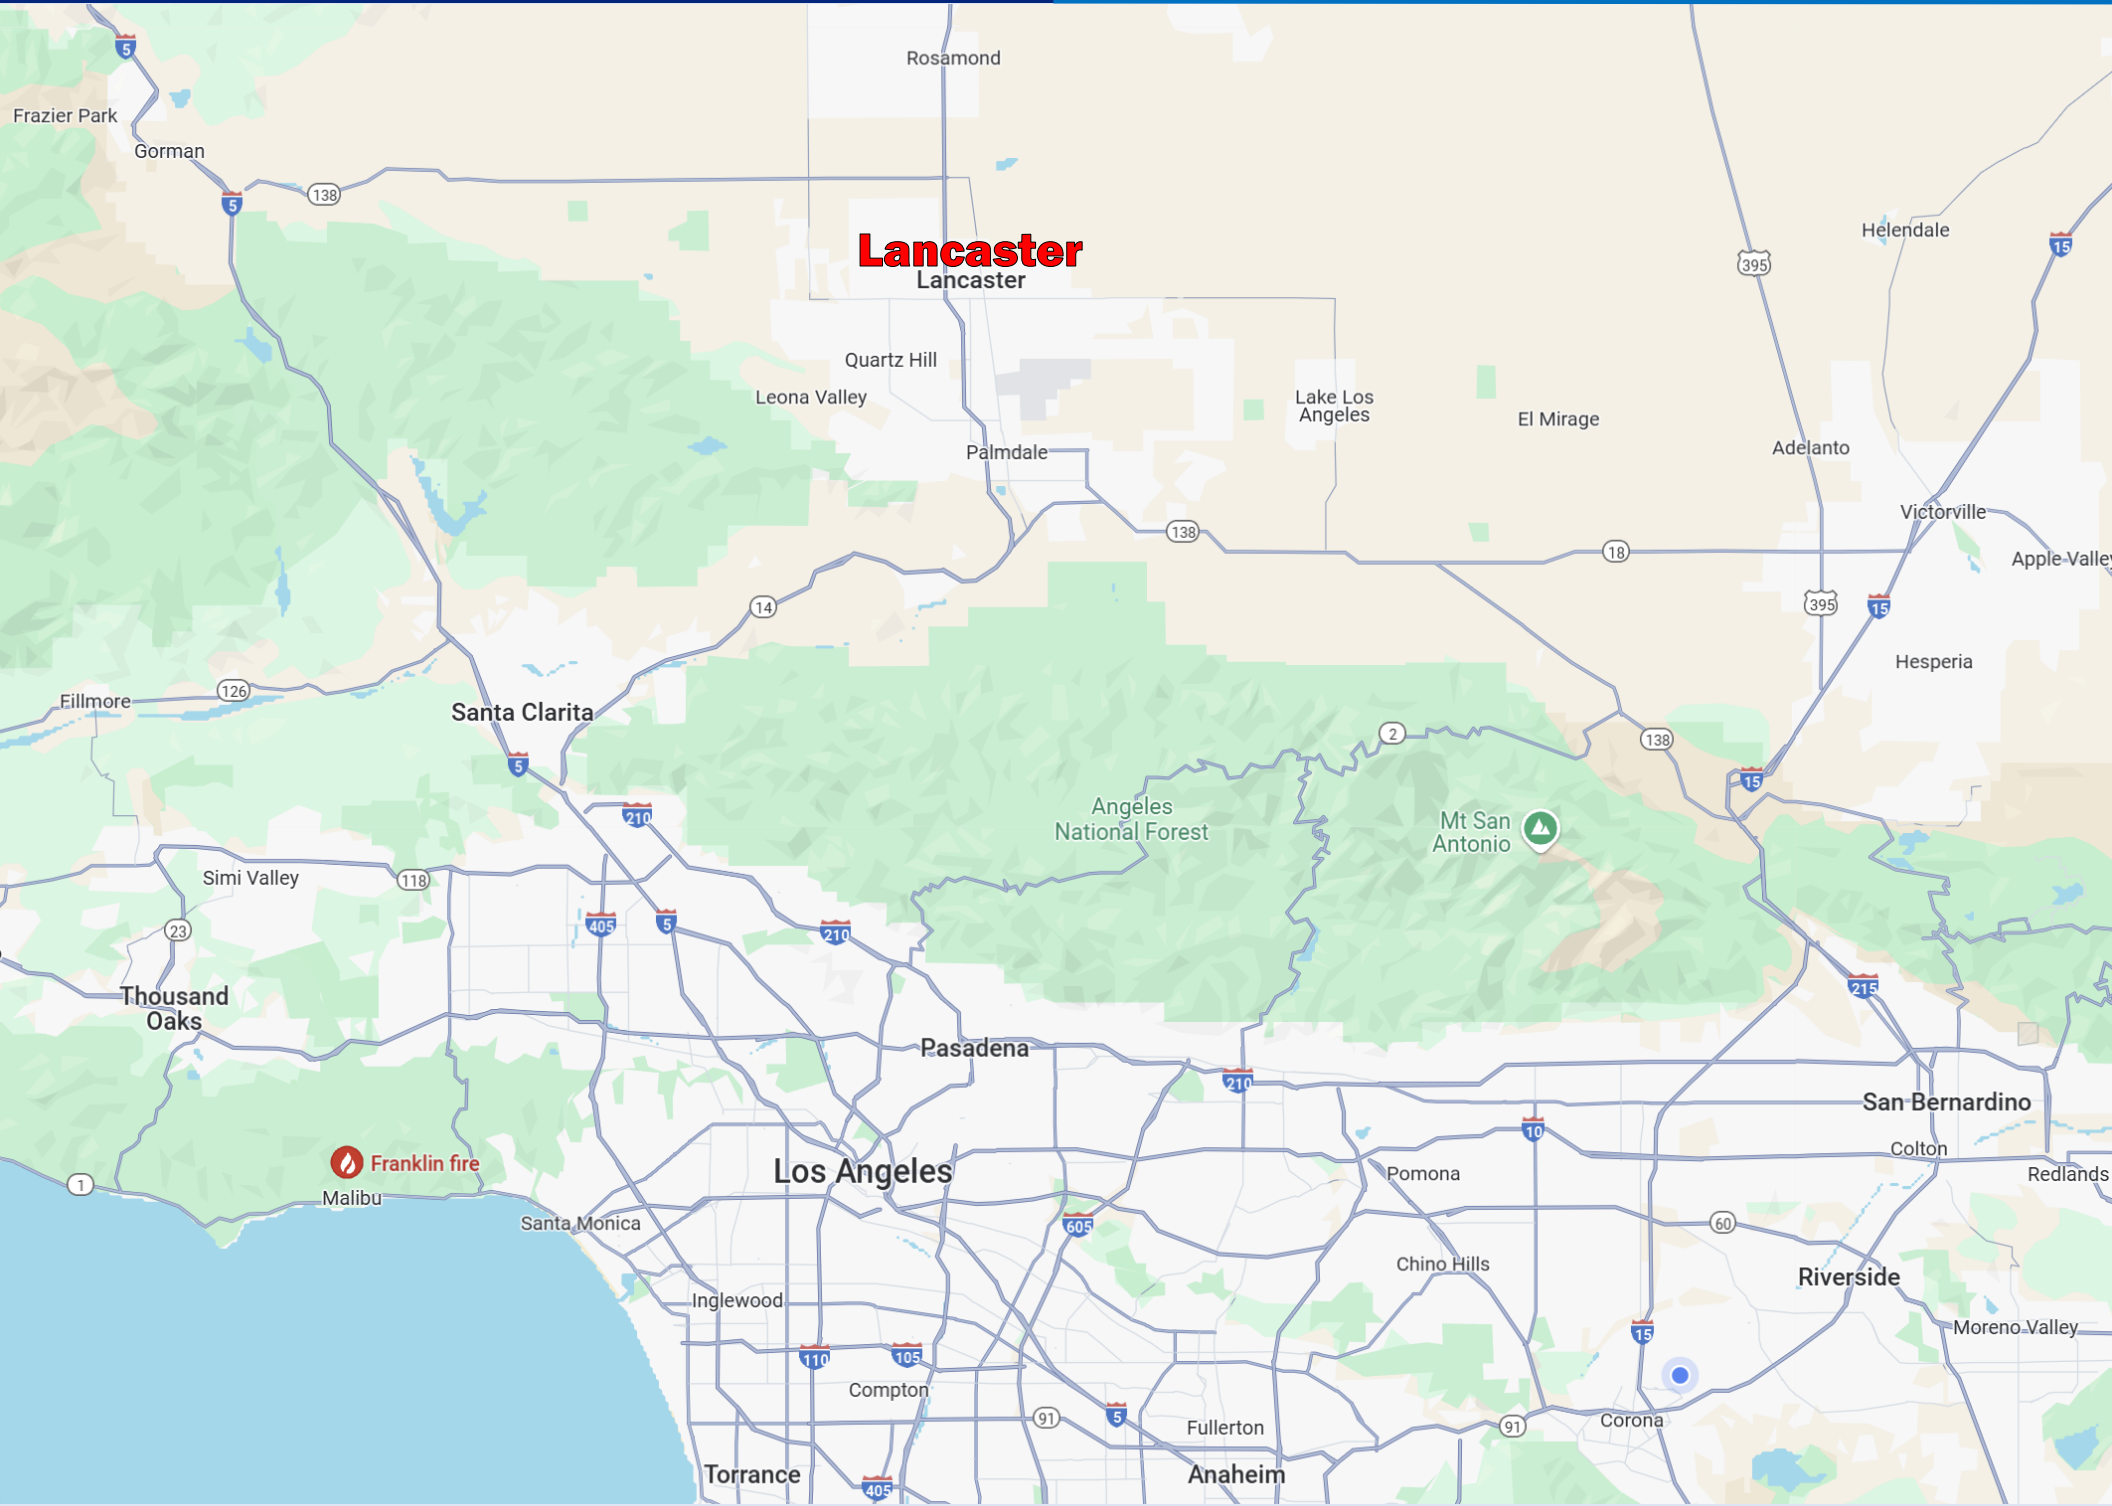 5
Rosamond
Frazier Park
Gorman
138
5
Helendale
15
Lancaster
Lancaster
395
Quartz Hill
Leona Valley
Lake Los
Angeles
El Mirage
Adelanto
Palmdale
Victorville
138
18
Apple Valley
14
395
15
Hesperia
126
Fillmore
Santa Clarita
2
138
5
15
210
Angeles
National Forest
Mt San
Antonio
Simi Valley
118
23
405
5
210
215
Thousand
Oaks
Pasadena
210
San Bernardino
10
Colton
Franklin fire
Los Angeles
Pomona
Redlands
1
Malibu
Santa Monica
605
60
Chino Hills
Riverside
Inglewood
15
Moreno Valley
110
105
Compton
91
5
Fullerton
91
Corona
Torrance
405
Anaheim